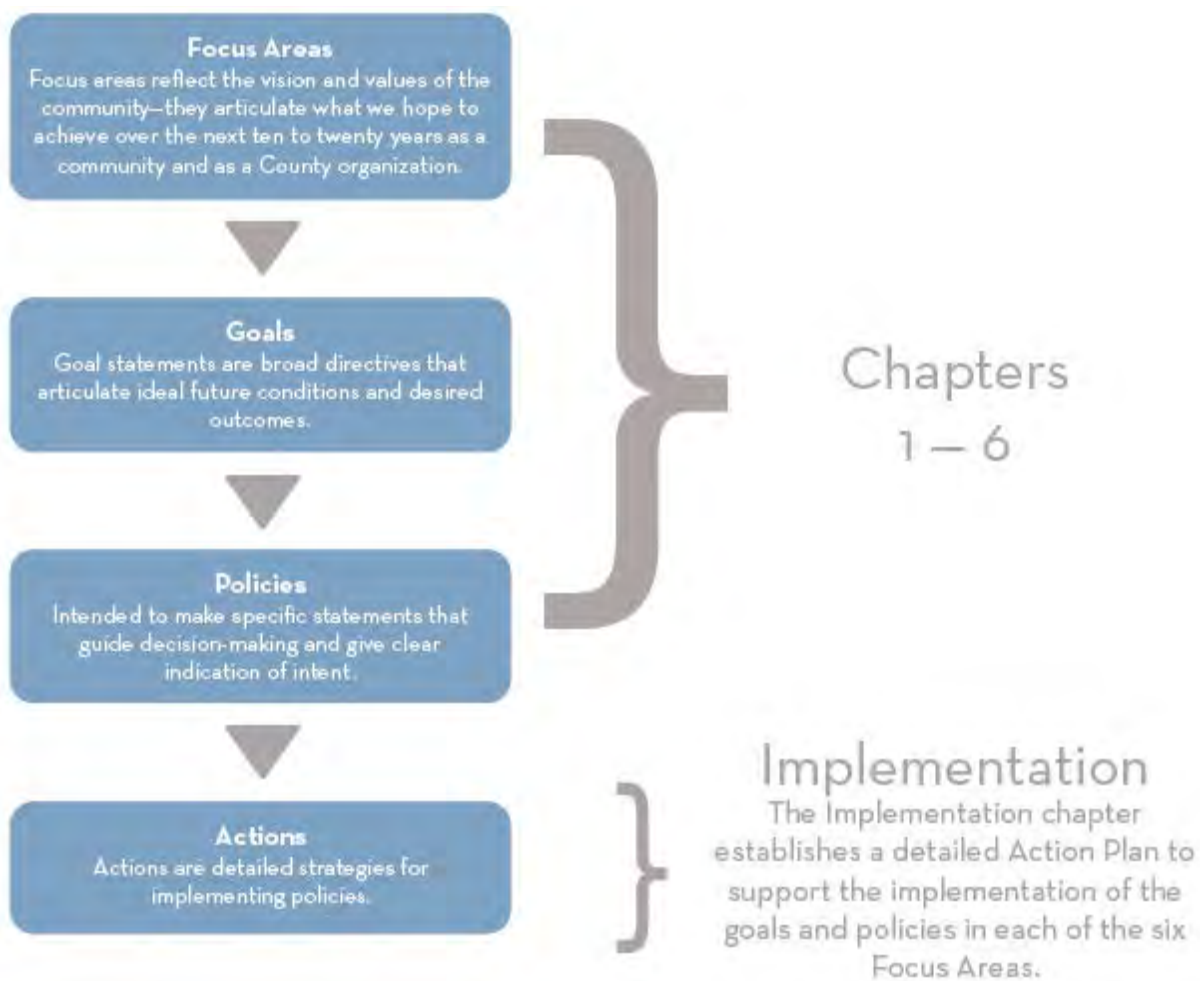 Focus Areas
Focus areas reflect the vision and values of the
community—they articulate what we hope to
achieve over the next ten to twenty years as a
community and as a County organization.
Goals
Goal statements are broad directives that
articulate ideal future conditions and desired
outcomes.
Policies
Intended to make specific statements that
guide decision-making and give clear
indication of intent.
Actions
Actions are detailed strategies for
implementing policies.
Chapters
1 — 6
Implementation
The Implementation chapter
establishes a detailed Action Plan to
support the implementation of the
goals and policies in each of the six
Focus Areas.